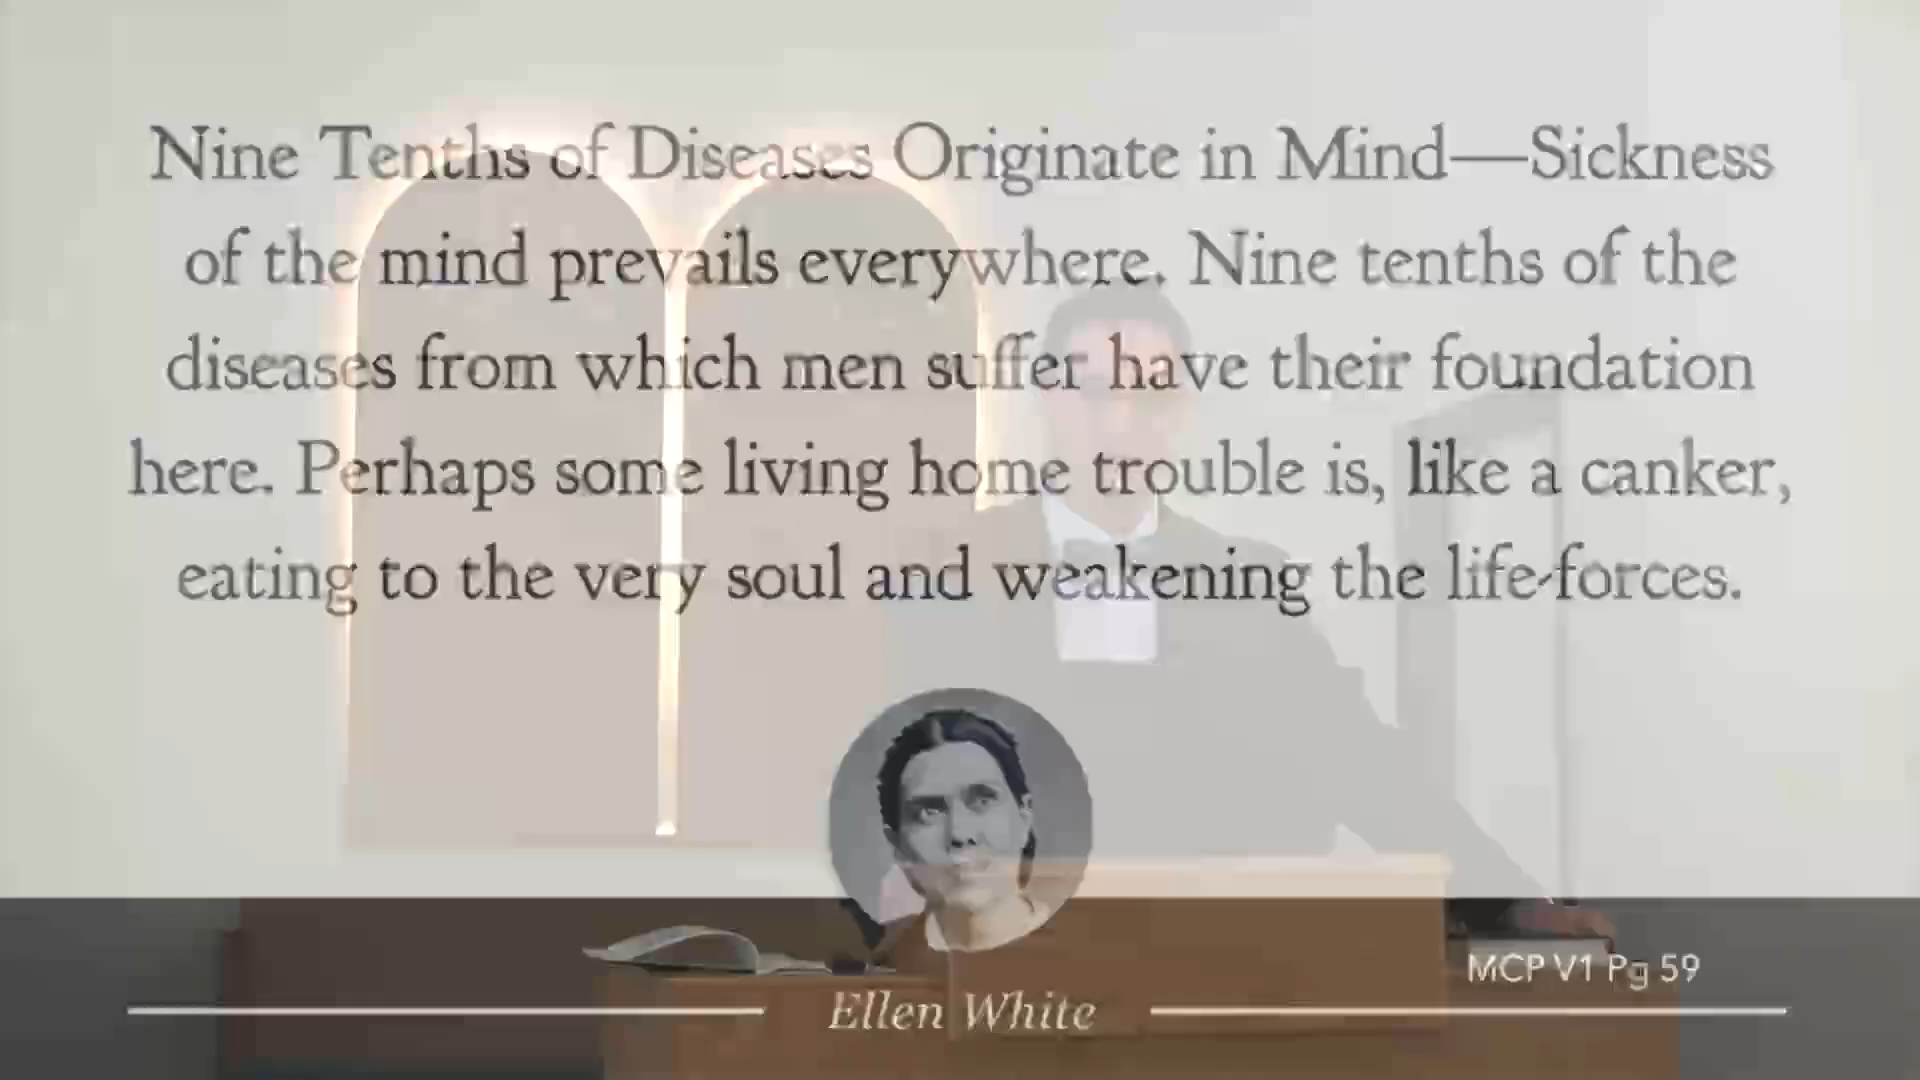 Nine Tenths of Diseases Originate in Mind—Sickness
of the mind prevails everywhere. Nine tenths of the
diseases from which men suffer have their foundation
here. Perhaps some living home trouble is, like a canker,
eating to the very soul and weakening the life-forces.
MCP V1 Pg 59
Ellen White